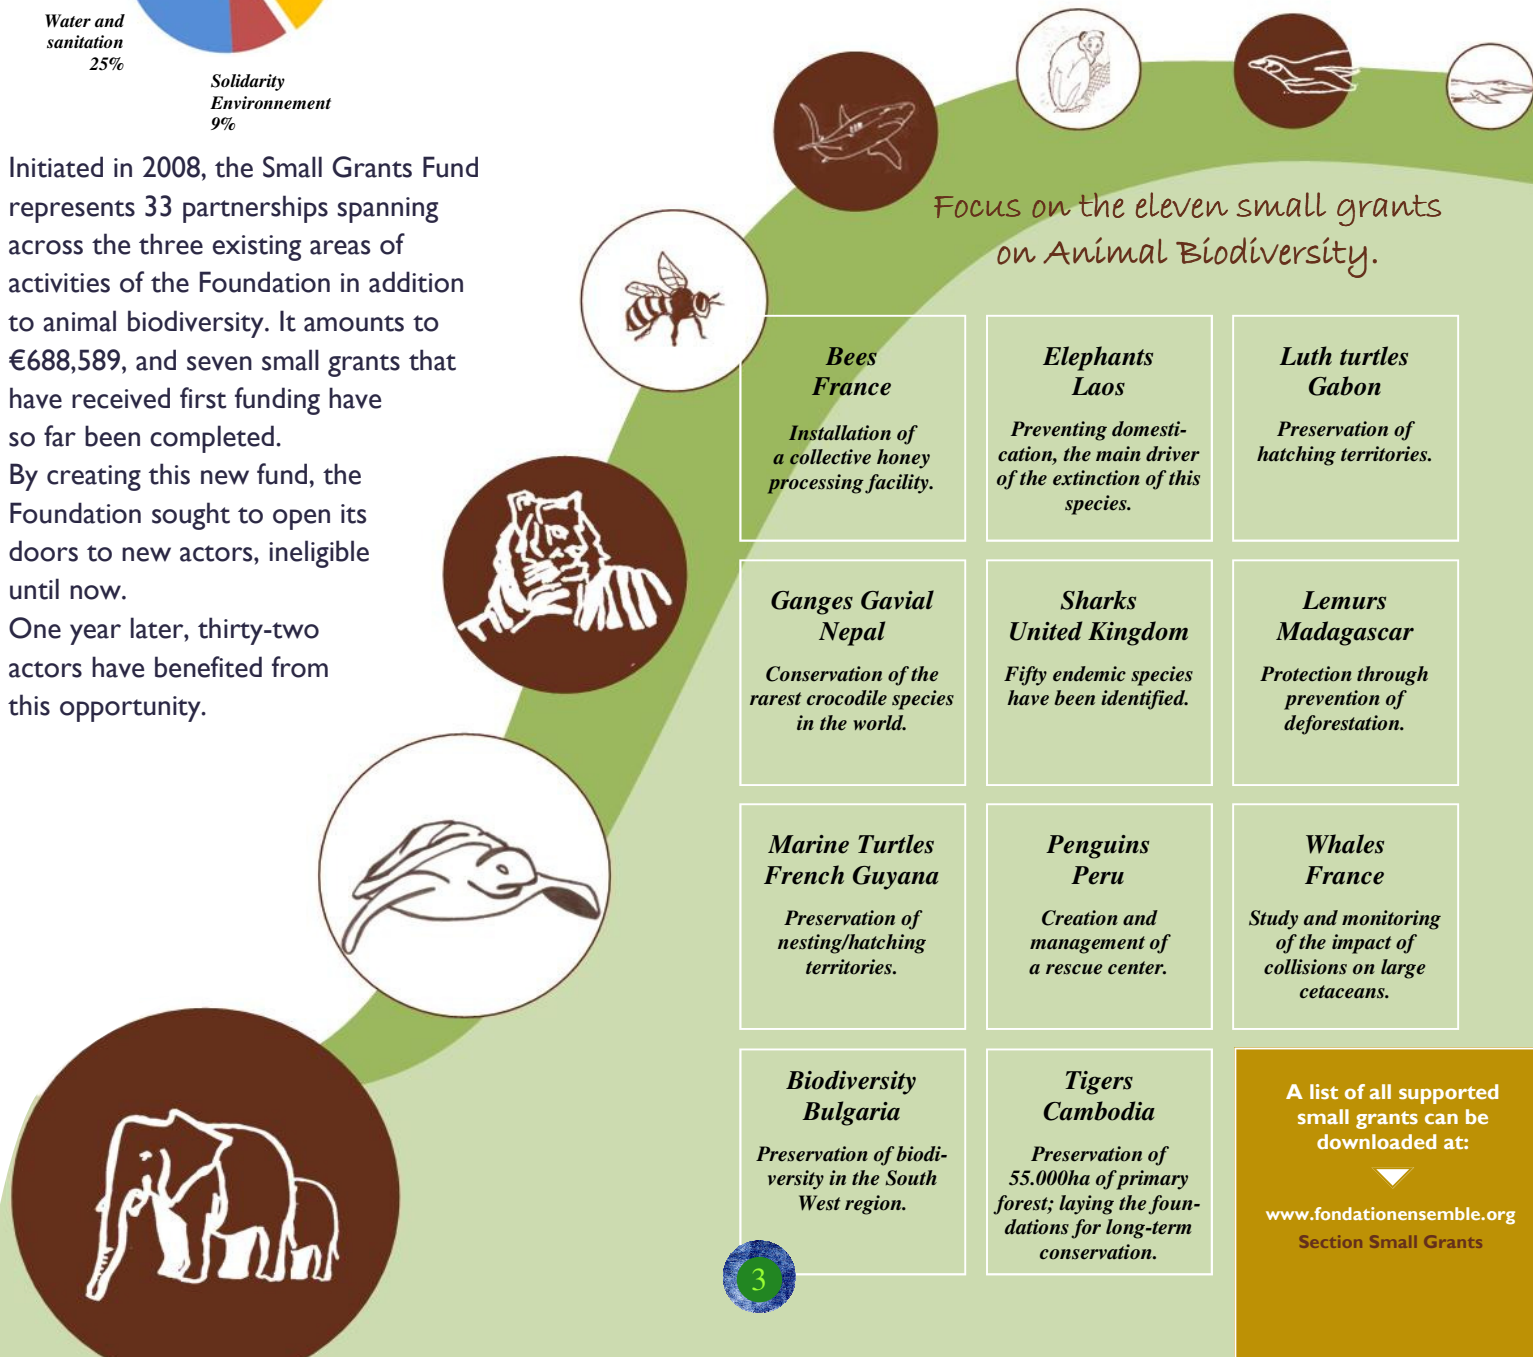 Water and
sanitation
25%
Solidarity
Environnement
9%
Initiated in 2008, the Small Grants Fund
represents 33 partnerships spanning
across the three existing areas of
activities of the Foundation in addition
to animal biodiversity. It amounts to
€688,589, and seven small grants that
have received first funding have
so far been completed.
By creating this new fund, the
Foundation sought to open its
doors to new actors, ineligible
until now.
One year later, thirty-two
actors have benefited from
this opportunity.
Focus on the eleven small grants
on Animal Biodiversity.
Bees
France
Installation of
a collective honey
processing facility.
Elephants
Laos
Preventing domesti-
cation, the main driver
of the extinction of this
species.
Luth turtles
Gabon
Preservation of
hatching territories.
Ganges Gavial
Nepal
Conservation of the
rarest crocodile species
in the world.
Sharks
United Kingdom
Fifty endemic species
have been identified.
Lemurs
Madagascar
Protection through
prevention of
deforestation.
Marine Turtles
French Guyana
Preservation of
nesting/hatching
territories.
Penguins
Peru
Creation and
management of
a rescue center.
Whales
France
Study and monitoring
of the impact of
collisions on large
cetaceans.
Biodiversity
Bulgaria
Preservation of biodi-
versity in the South
West region.
Tigers
Cambodia
Preservation of
55.000ha of primary
forest; laying the foun-
dations for long-term
conservation.
A list of all supported
small grants can be
downloaded at:
www.fondationensemble.org
Section Small Grants
3